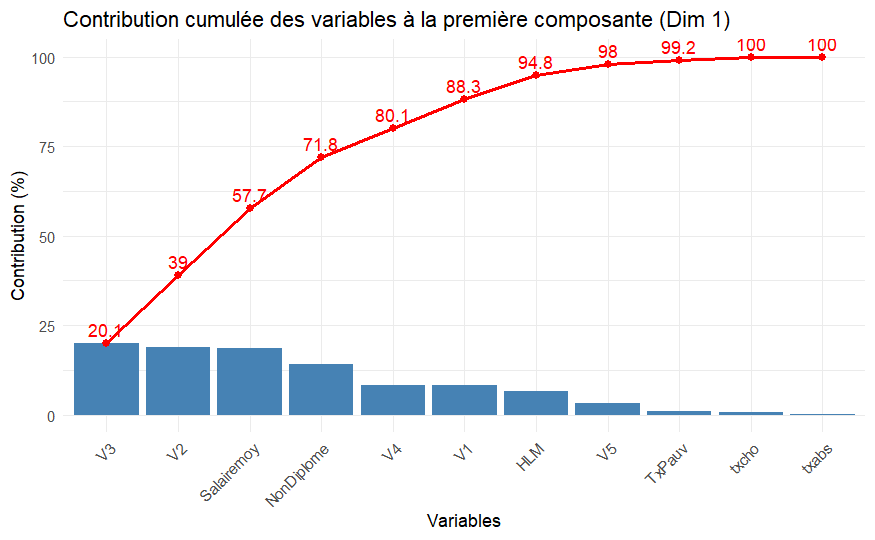 Contribution cumulée des variables à la première composante (Dim 1)
Contribution (%)
100
75
50
25
0
20.1
39
57.7
71.8
80.1
88.3
94.8
98
99.2
100
100
V3
V2
Salairemoy
NonDiplome
V4
V1
HLM
V5
TxPauv
txcho
txabs
Variables